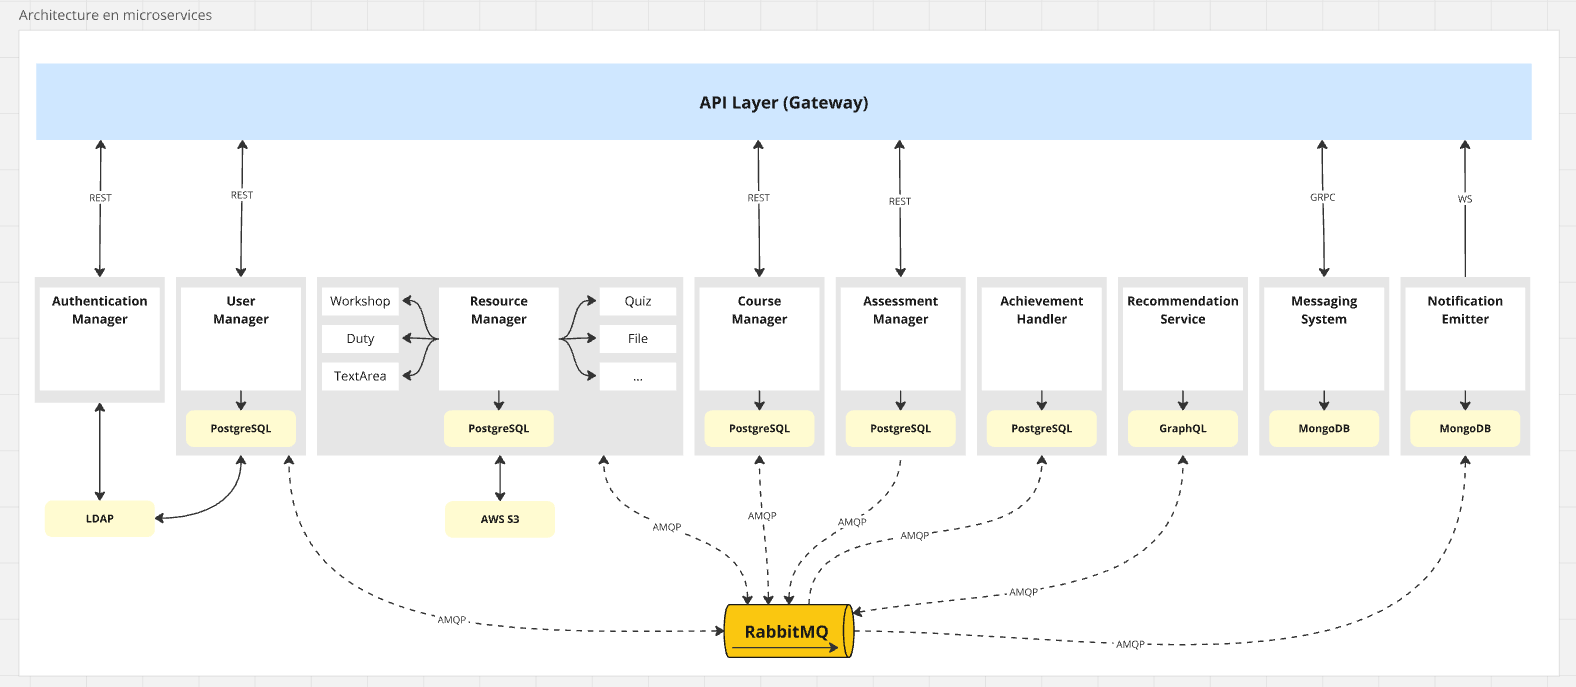 Architecture en microservices
API Layer (Gateway)
REST
REST
REST
REST
GRPC
WS
Authentication
Manager
User
Manager
Workshop
Duty
TextArea
Resource
Manager
Quiz
File
...
Course
Manager
Assessment
Manager
Achievement
Handler
Recommendation
Service
Messaging
System
Notification
Emitter
PostgreSQL
PostgreSQL
PostgreSQL
PostgreSQL
PostgreSQL
GraphQL
MongoDB
MongoDB
LDAP
AWS S3
AMQP
AMQP
AMQP
AMQP
AMQP
AMQP
AMQP
RabbitMQ